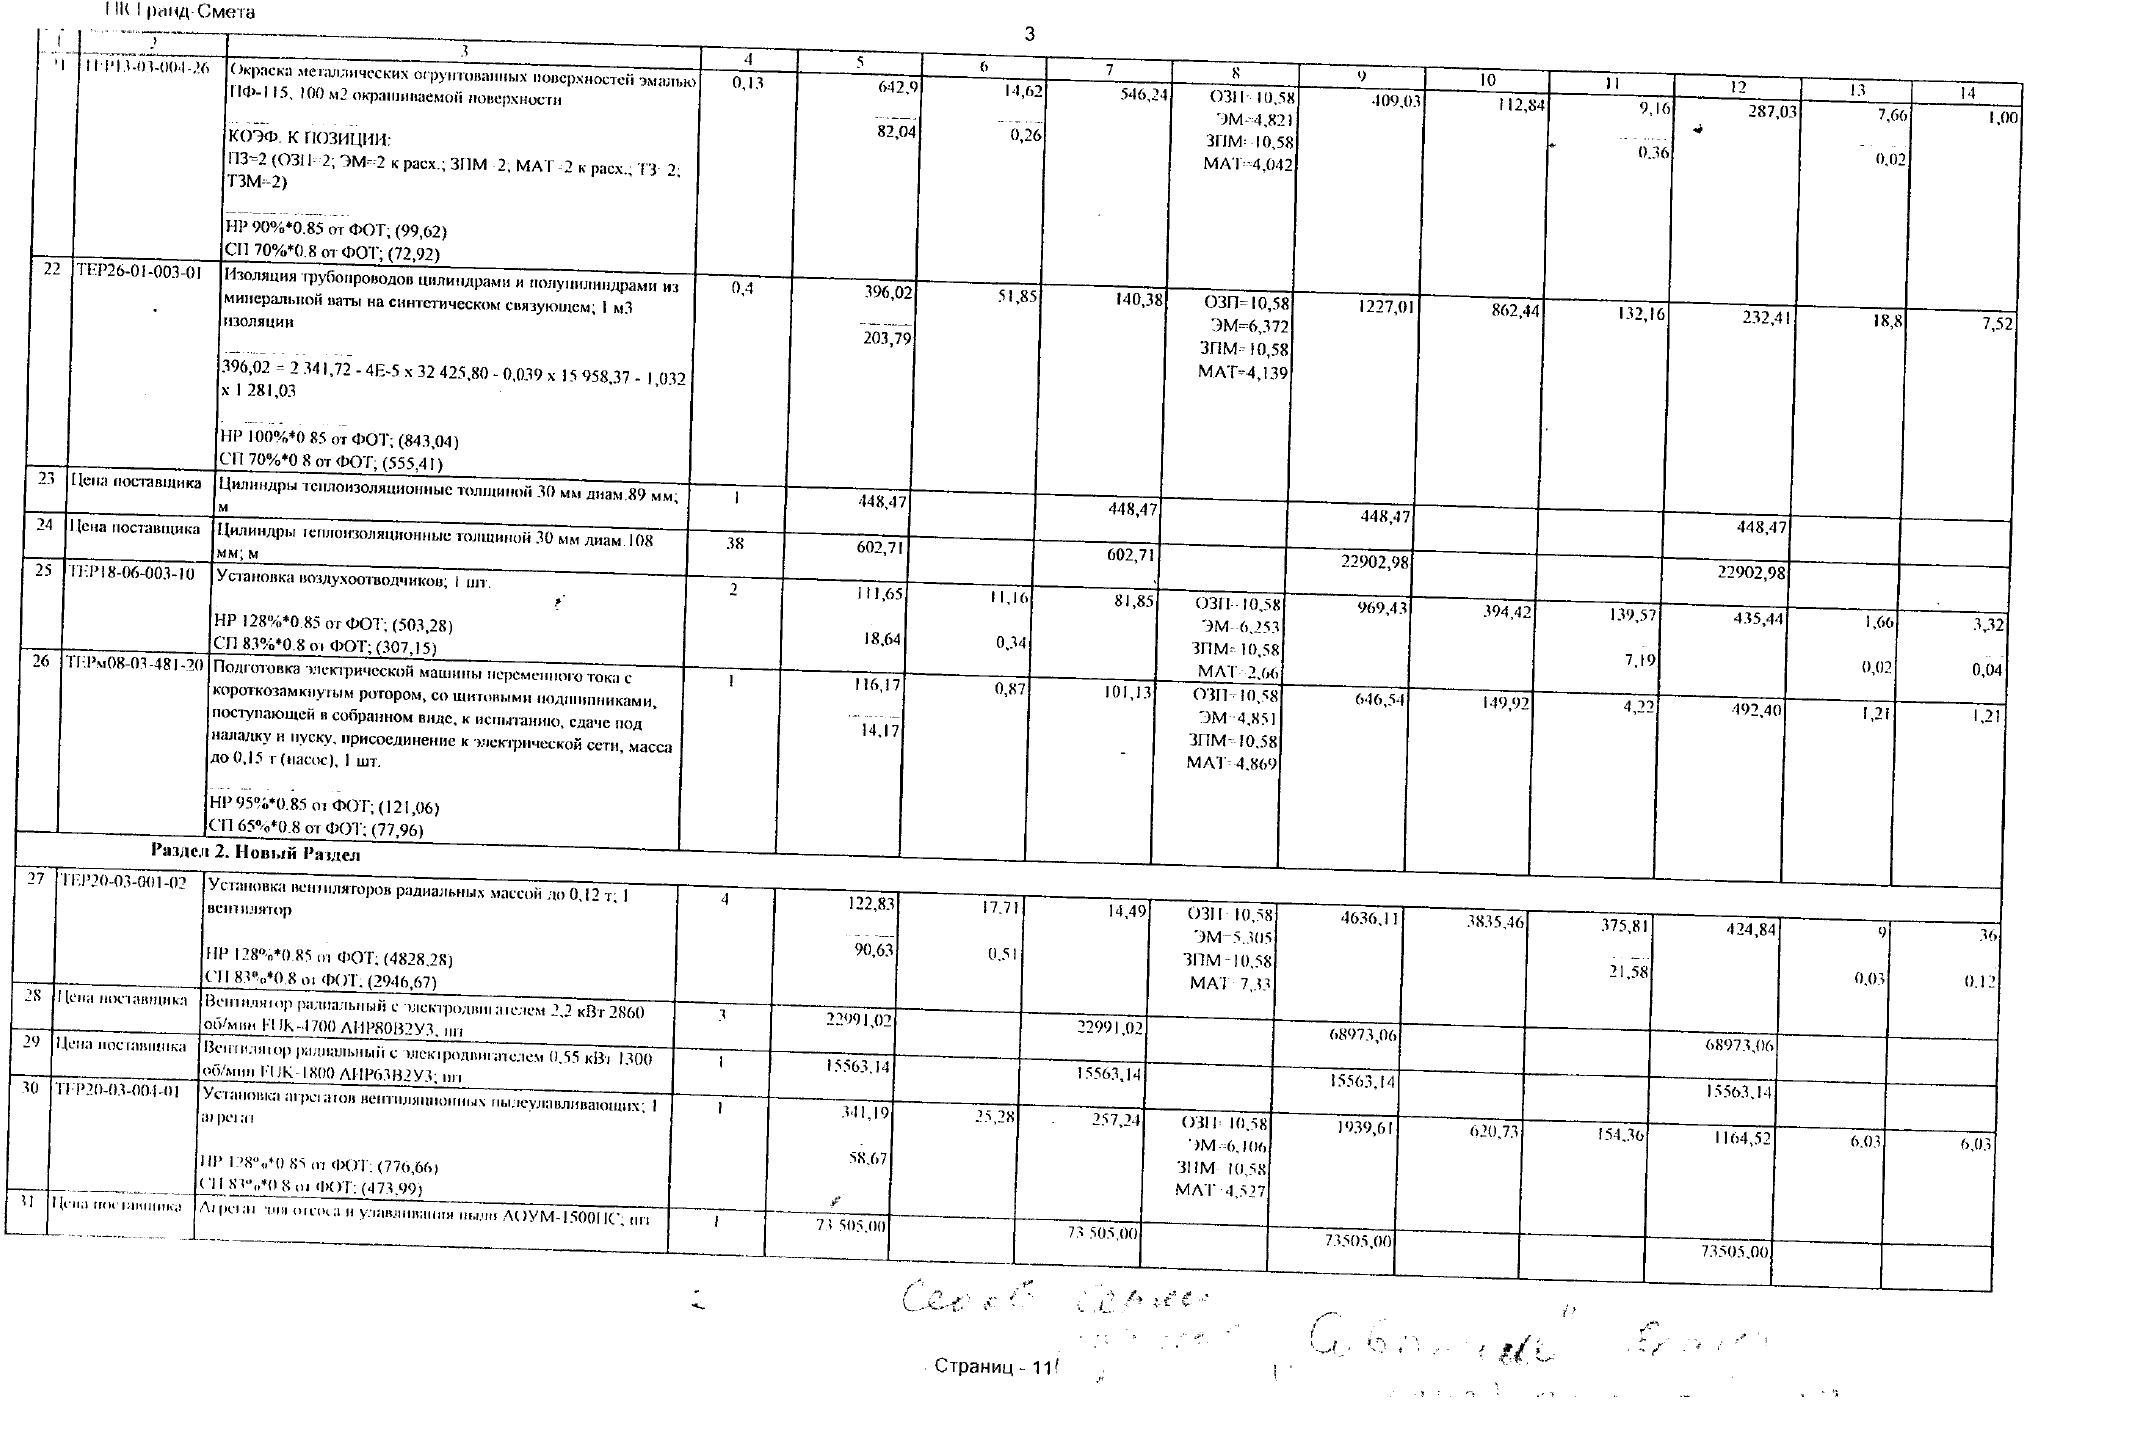 ПК Гранд-Смета
3
1 2 3 4 5 6 7 8 9 10 11 12 13 14
21 ТЕР13-03-004-26 Окраска металлических огрунтованных поверхностей эмалью 0,13 642,9 14,62 546,24 ОЗП=10,58 409,03 112,84 9,16 287,03 7,66 1,00
ПФ-115, 100 м2 окрашиваемой поверхности ЭМ=4,821
КОЭФ. К ПОЗИЦИИ: 82,04 0,26 ЗПМ=10,58 0,36 0,02
ПЗ=2 (ОЗП=2; ЭМ=2 к расх.; ЗПМ=2; МАТ=2 к расх.; ТЗ=2; МАТ=4,042
ТЗМ=2)
НР 90%*0.85 от ФОТ; (99,62)
СП 70%*0.8 от ФОТ; (72,92)
22 ТЕР26-01-003-01 Изоляция трубопроводов цилиндрами и полуцилиндрами из 0,4 396,02 51,85 140,38 ОЗП=10,58 1227,01 862,44 132,16 232,41 18,8 7,52
минеральной ваты на синтетическом связующем; 1 м3 ЭМ=6,372
изоляции 203,79 ЗПМ=10,58
396,02 = 2 341,72 - 4Е-5 х 32 425,80 - 0,039 х 15 958,37 - 1,032 МАТ=4,139
х 1 281,03
НР 100%*0.85 от ФОТ; (843,04)
СП 70%*0.8 от ФОТ; (555,41)
23 Цена поставщика Цилиндры теплоизоляционные толщиной 30 мм диам.89 мм; 1 448,47 448,47 448,47 448,47
м
24 Цена поставщика Цилиндры теплоизоляционные толщиной 30 мм диам.108 38 602,71 602,71 22902,98 22902,98
мм; м
25 ТЕР18-06-003-10 Установка воздухоотводчиков; 1 шт. 2 111,65 11,16 81,85 ОЗП=10,58 969,43 394,42 139,57 435,44 1,66 3,32
ЭМ=6,253
НР 128%*0.85 от ФОТ; (503,28) 18,64 0,34 ЗПМ=10,58 7,19 0,02 0,04
СП 83%*0.8 от ФОТ; (307,15) МАТ=2,66
26 ТЕРм08-03-481-20 Подготовка электрической машины переменного тока с 1 116,17 0,87 101,13 ОЗП=10,58 646,54 149,92 4,22 492,40 1,21 1,21
короткозамкнутым ротором, со щитовыми подшипниками, ЭМ=4,851
поступающей в собранном виде, к испытанию, сдаче под 14,17 ЗПМ=10,58
наладку и пуску, присоединение к электрической сети, масса МАТ=4,869
до 0,15 т (насос), 1 шт.
НР 95%*0.85 от ФОТ; (121,06)
СП 65%*0.8 от ФОТ; (77,96)
Раздел 2. Новый Раздел
27 ТЕР20-03-001-02 Установка вентиляторов радиальных массой до 0,12 т; 1 4 122,83 17,71 14,49 ОЗП=10,58 4636,11 3835,46 375,81 424,84 9 36
вентилятор ЭМ=5,305
НР 128%*0.85 от ФОТ; (4828,28) 90,63 0,51 ЗПМ=10,58 21,58 0,03 0,12
СП 83%*0.8 от ФОТ; (2946,67) МАТ=7,33
28 Цена поставщика Вентилятор радиальный с электродвигателем 2,2 кВт 2860 3 22991,02 22991,02 68973,06 68973,06
об/мин FUK-4700 АИР80В2У3, шт
29 Цена поставщика Вентилятор радиальный с электродвигателем 0,55 кВт 1300 1 15563,14 15563,14 15563,14 15563,14
об/мин FUK-1800 АИР63В2У3; шт
30 ТЕР20-03-004-01 Установка агрегатов вентиляционных пылеулавливающих; 1 1 341,19 25,28 257,24 ОЗП=10,58 1939,61 620,73 154,36 1164,52 6,03 6,03
агрегат ЭМ=6,106
НР 128%*0.85 от ФОТ; (776,66) 58,67 ЗПМ=10,58
СП 83%*0.8 от ФОТ; (473,99) МАТ=4,527
31 Цена поставщика Агрегат для отсоса и улавливания пыли АОУМ-1500ПС; шт 1 73 505,00 73 505,00 73505,00 73505,00
Страниц - 11